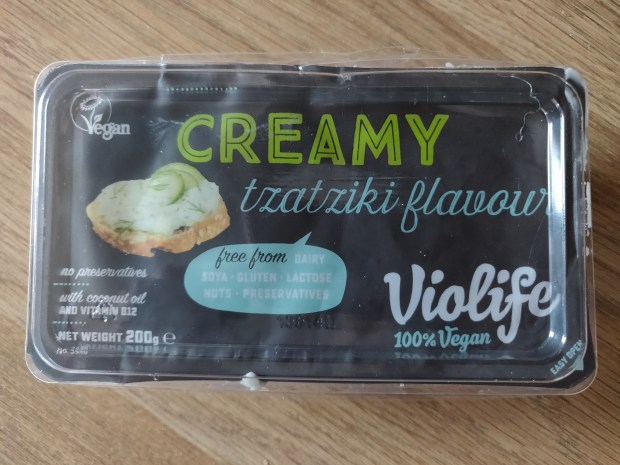 Vegan
CREAMY
tzatziki flavour
free from DAIRY
SOYA · GLUTEN · LACTOSE
NUTS · PRESERVATIVES
no preservatives
with coconut oil
AND VITAMIN B12
NET WEIGHT 200g e
Violife
100% Vegan
EASY OPEN